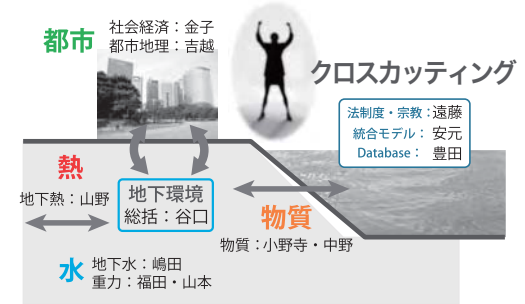 都市
社会経済：金子
都市地理：吉越
クロスカッティング
法制度・宗教：遠藤
統合モデル：安元
Database：豊田
熱
地下熱：山野
地下環境
総括：谷口
物質
物質：小野寺・中野
水
地下水：嶋田
重力：福田・山本